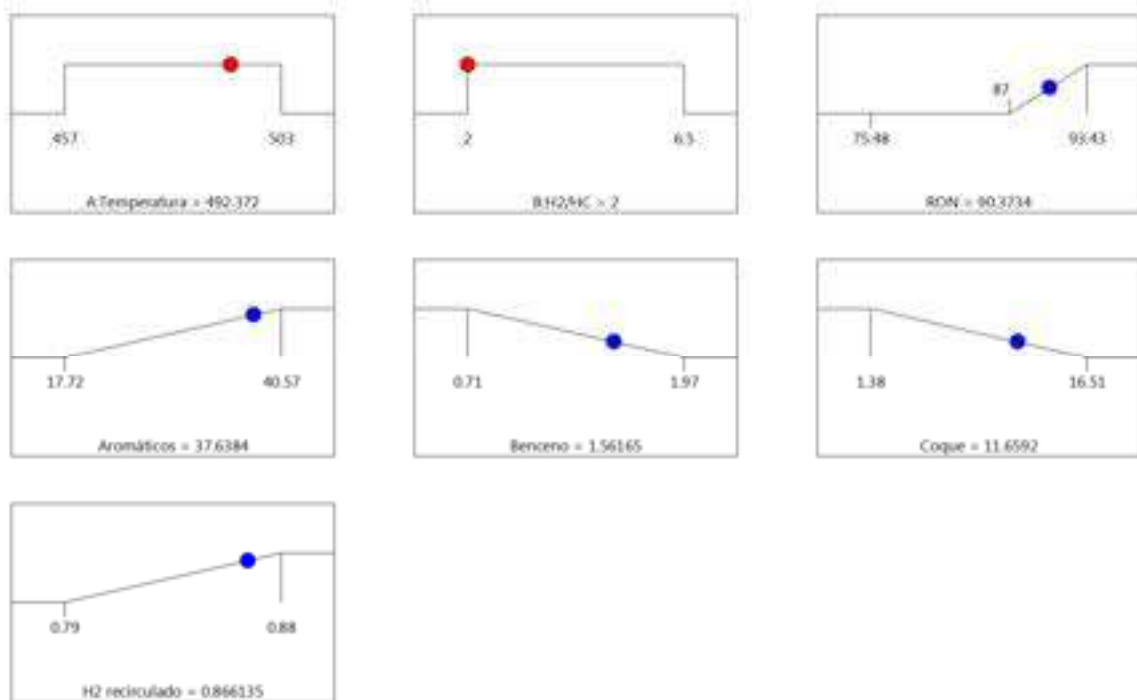 457
503
A:Temperatura = 492.372
2
6.5
B:H2/HC = 2
87
75.48
93.43
RON = 90.3734
17.72
40.57
Aromáticos = 37.6384
0.71
1.97
Benceno = 1.56165
1.38
16.51
Coque = 11.6592
0.79
0.88
H2 recirculado = 0.866135